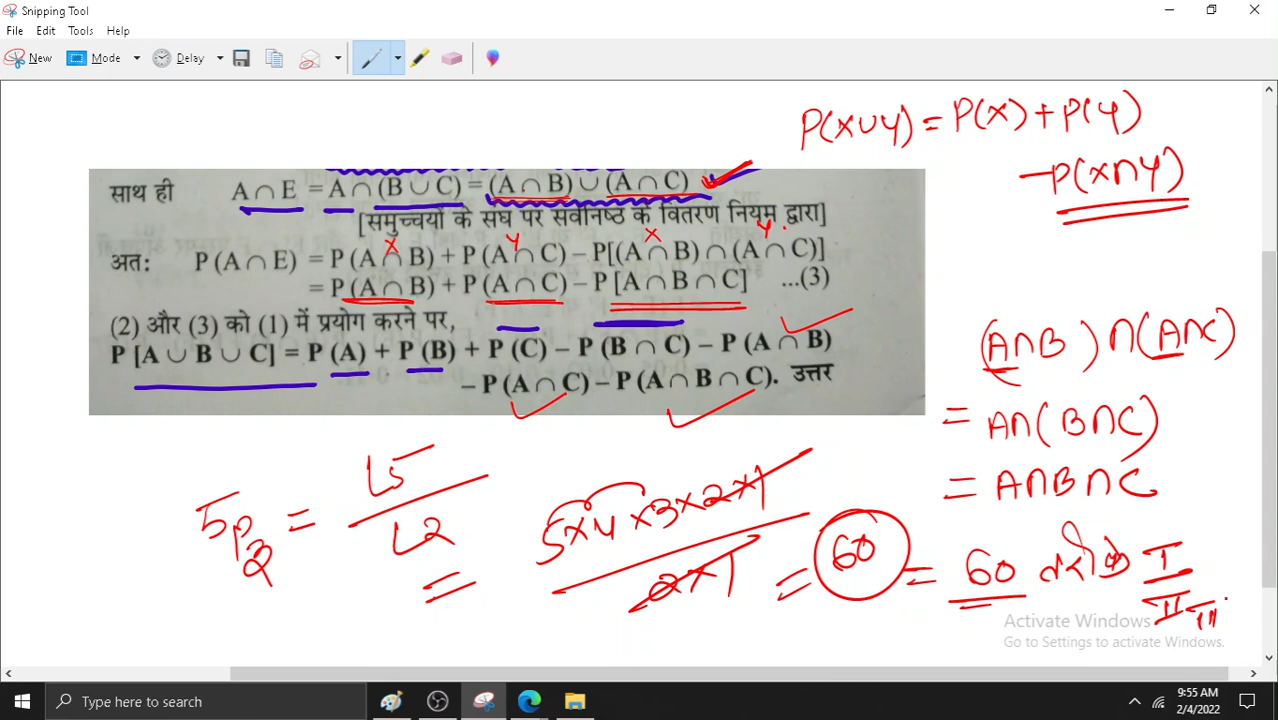 Snipping Tool
File Edit Tools Help
New Mode Delay
P(X∪Y) = P(X) + P(Y)
- P(X∩Y)
साथ ही A ∩ E = A ∩ (B ∪ C) = (A ∩ B) ∪ (A ∩ C)
[समुच्चयों के संघ पर सर्वनिष्ठ के वितरण नियम द्वारा]
X Y X Y
अतः P (A ∩ E) = P (A ∩ B) + P (A ∩ C) – P[(A ∩ B) ∩ (A ∩ C)]
= P (A ∩ B) + P (A ∩ C) – P [A ∩ B ∩ C] ...(3)
(2) और (3) को (1) में प्रयोग करने पर,
P [A ∪ B ∪ C] = P (A) + P (B) + P (C) – P (B ∩ C) – P (A ∩ B)
– P (A ∩ C) – P (A ∩ B ∩ C). उत्तर
(A∩B) ∩ (A∩C)
= A∩(B∩C)
= A∩B∩C
5P3 = L5 / L2
= 5×4×3×2×1 / 2×1 = 60 = 60 तरीके I
II III
Activate Windows
Go to Settings to activate Windows.
Type here to search
9:55 AM
2/4/2022